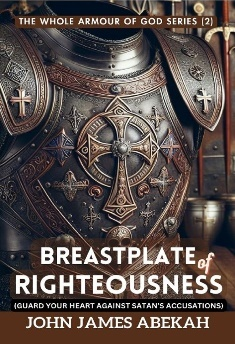 THE WHOLE ARMOUR OF GOD SERIES (2)
BREASTPLATE of
RIGHTEOUSNESS
(GUARD YOUR HEART AGAINST SATAN'S ACCUSATIONS)
JOHN JAMES ABEKAH